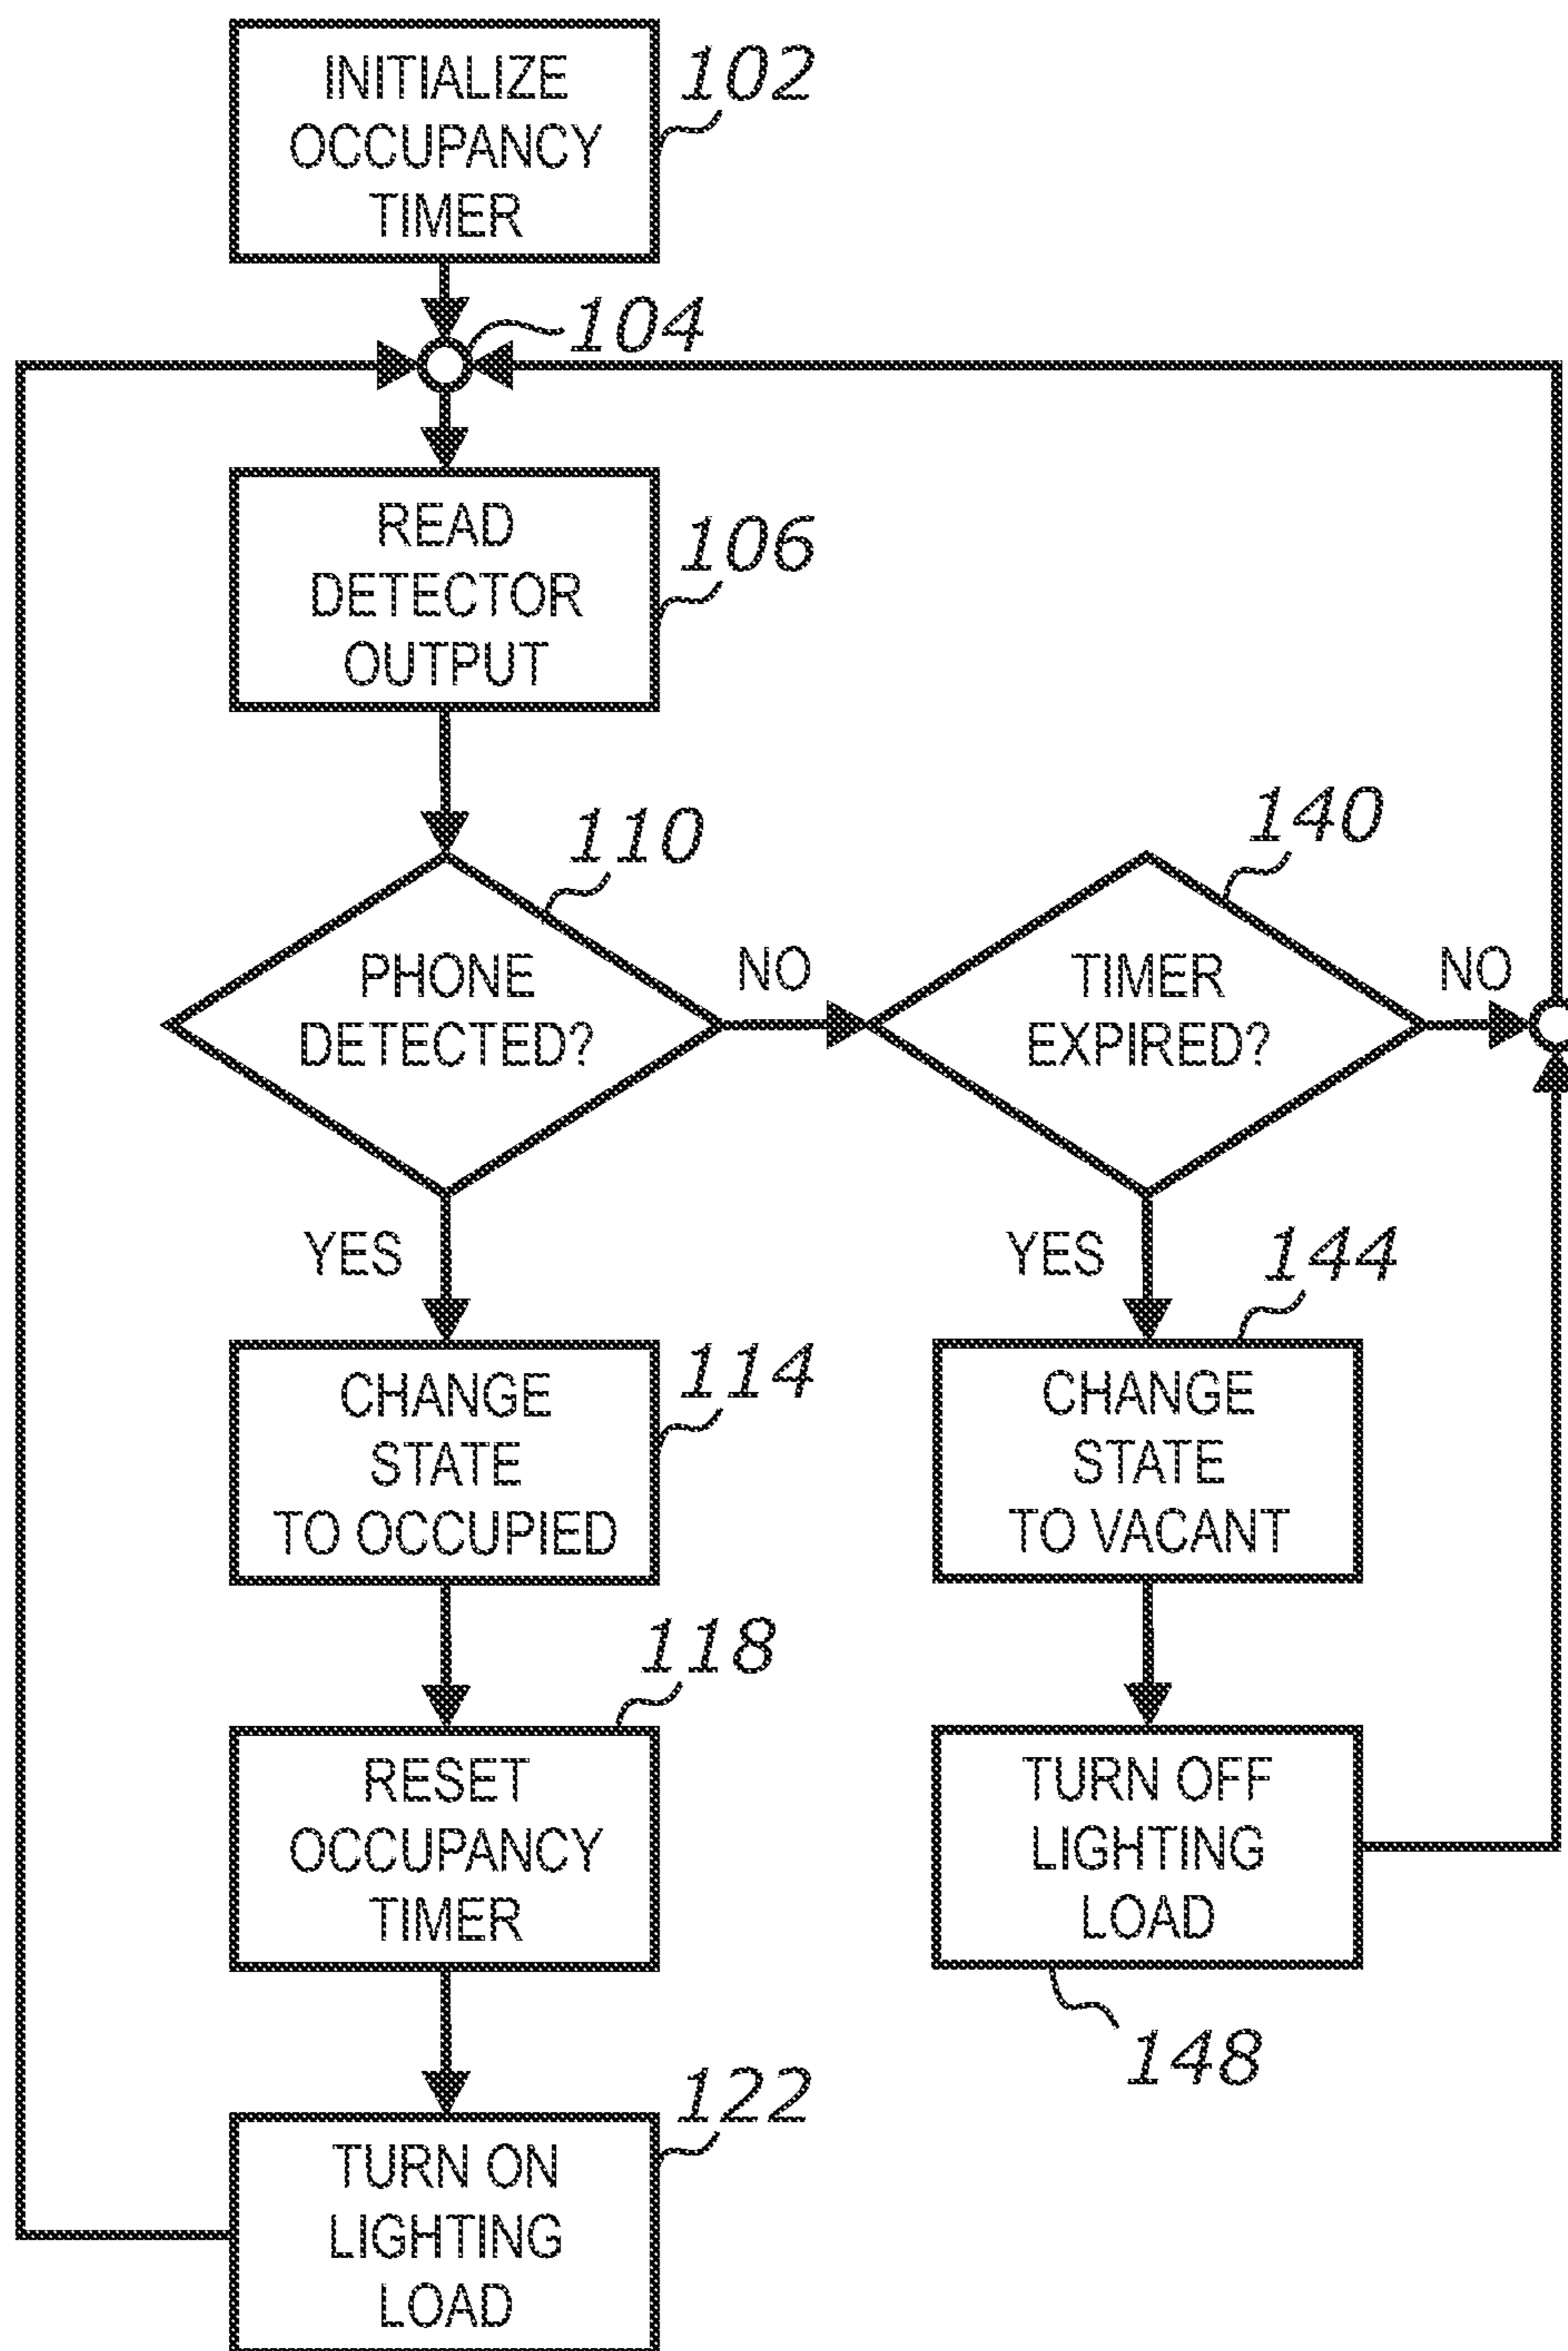 INITIALIZE
OCCUPANCY
TIMER
102
104
READ
DETECTOR
OUTPUT
106
110
PHONE
DETECTED?
NO
140
TIMER
EXPIRED?
NO
YES
YES
CHANGE
STATE
TO OCCUPIED
114
144
CHANGE
STATE
TO VACANT
118
RESET
OCCUPANCY
TIMER
TURN OFF
LIGHTING
LOAD
148
122
TURN ON
LIGHTING
LOAD